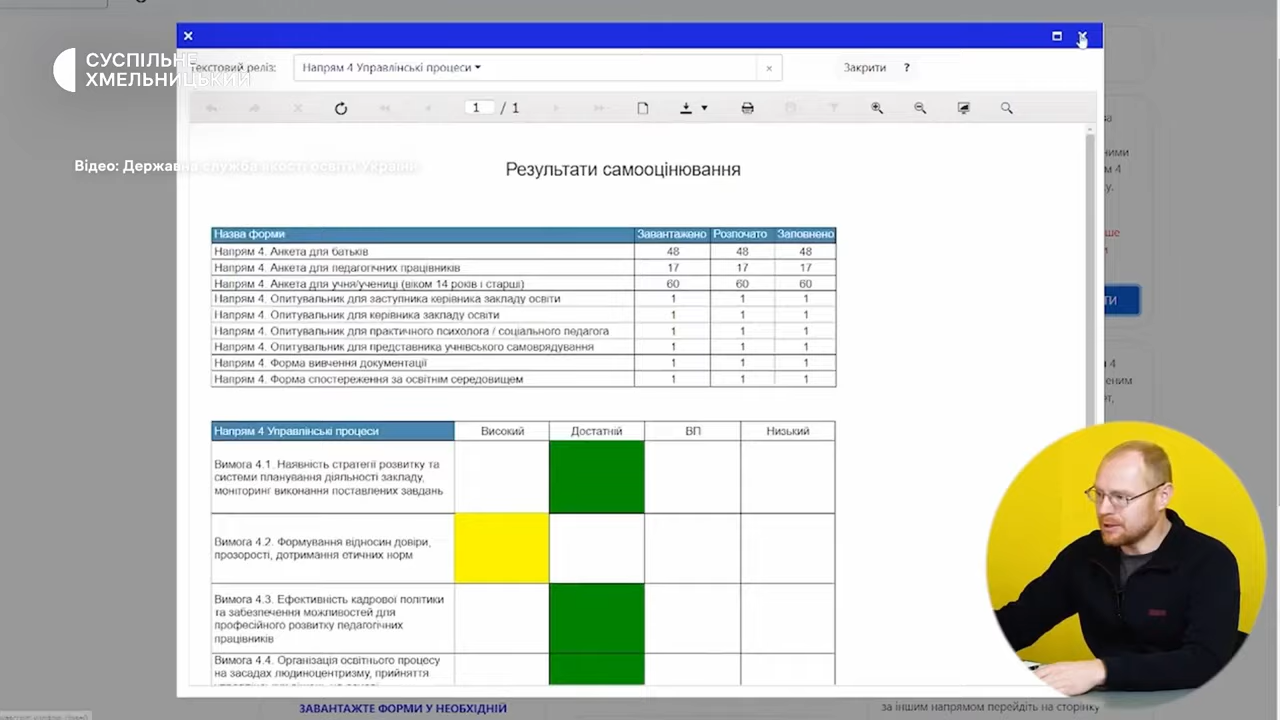 СУСПІЛЬНЕ
ХМЕЛЬНИЦЬКИЙ
Текстовий реліз:
Напрям 4 Управлінські процеси
Закрити ?
1 / 1
Відео: Державна служба якості освіти України
Результати самооцінювання
Назва форми Завантажено Розпочато Заповнено
Напрям 4. Анкета для батьків 48 48 48
Напрям 4. Анкета для педагогічних працівників 17 17 17
Напрям 4. Анкета для учня/учениці (віком 14 років і старші) 60 60 60
Напрям 4. Опитувальник для заступника керівника закладу освіти 1 1 1
Напрям 4. Опитувальник для керівника закладу освіти 1 1 1
Напрям 4. Опитувальник для практичного психолога / соціального педагога 1 1 1
Напрям 4. Опитувальник для представника учнівського самоврядування 1 1 1
Напрям 4. Форма вивчення документації 1 1 1
Напрям 4. Форма спостереження за освітнім середовищем 1 1 1
Напрям 4 Управлінські процеси Високий Достатній ВП Низький
Вимога 4.1. Наявність стратегії розвитку та
системи планування діяльності закладу,
моніторинг виконання поставлених завдань
Вимога 4.2. Формування відносин довіри,
прозорості, дотримання етичних норм
Вимога 4.3. Ефективність кадрової політики
та забезпечення можливостей для
професійного розвитку педагогічних
працівників
Вимога 4.4. Організація освітнього процесу
на засадах людиноцентризму, прийняття
ЗАВАНТАЖТЕ ФОРМИ У НЕОБХІДНІЙ
за іншим напрямом перейдіть на сторінку